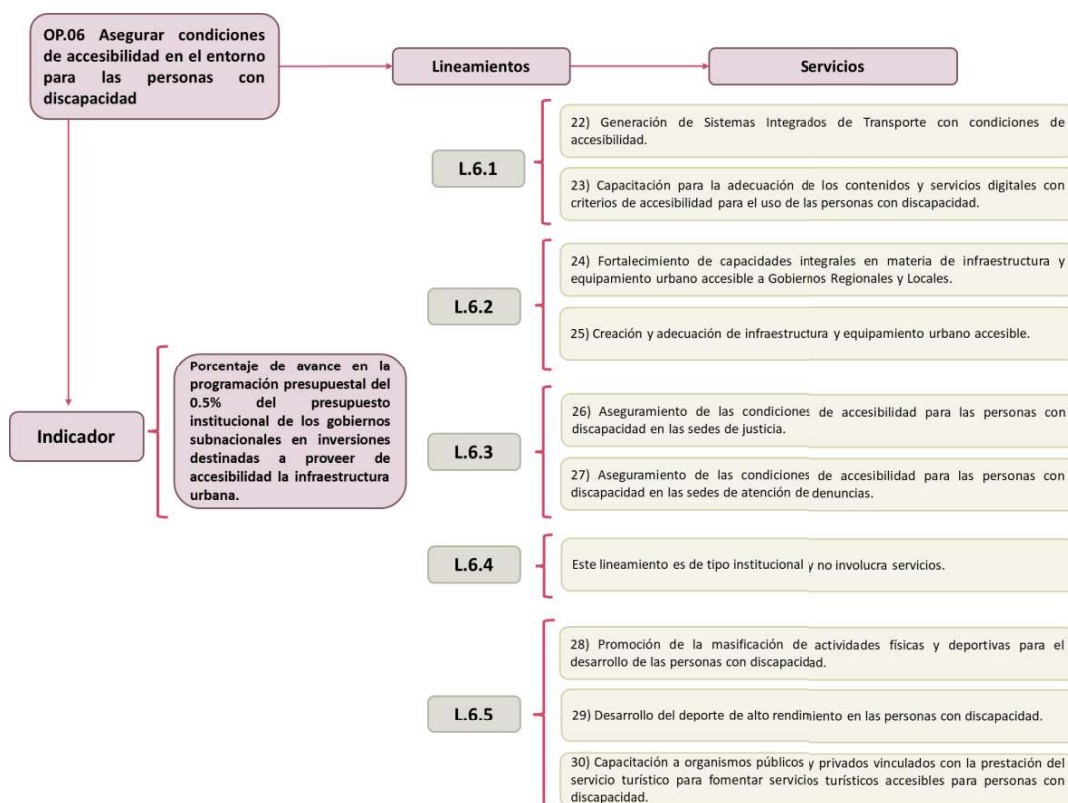 OP.06 Asegurar condiciones
de accesibilidad en el entorno
para las personas con
discapacidad
Lineamientos
Servicios
L.6.1
22) Generación de Sistemas Integrados de Transporte con condiciones de
accesibilidad.
23) Capacitación para la adecuación de los contenidos y servicios digitales con
criterios de accesibilidad para el uso de las personas con discapacidad.
L.6.2
24) Fortalecimiento de capacidades integrales en materia de infraestructura y
equipamiento urbano accesible a Gobiernos Regionales y Locales.
25) Creación y adecuación de infraestructura y equipamiento urbano accesible.
Indicador
Porcentaje de avance en la
programación presupuestal del
0.5% del presupuesto
institucional de los gobiernos
subnacionales en inversiones
destinadas a proveer de
accesibilidad la infraestructura
urbana.
L.6.3
26) Aseguramiento de las condiciones de accesibilidad para las personas con
discapacidad en las sedes de justicia.
27) Aseguramiento de las condiciones de accesibilidad para las personas con
discapacidad en las sedes de atención de denuncias.
L.6.4
Este lineamiento es de tipo institucional y no involucra servicios.
L.6.5
28) Promoción de la masificación de actividades físicas y deportivas para el
desarrollo de las personas con discapacidad.
29) Desarrollo del deporte de alto rendimiento en las personas con discapacidad.
30) Capacitación a organismos públicos y privados vinculados con la prestación del
servicio turístico para fomentar servicios turísticos accesibles para personas con
discapacidad.